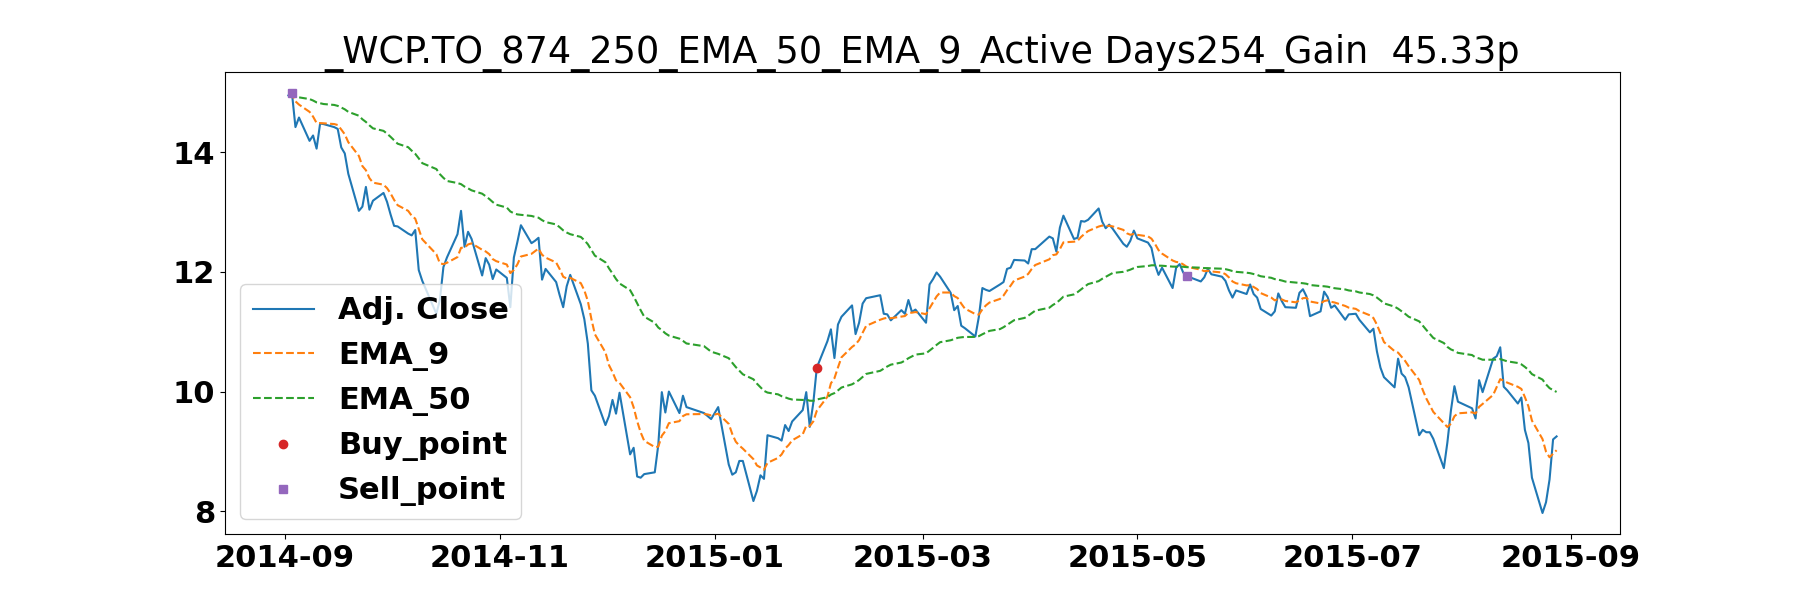 _WCP.TO_874_250_EMA_50_EMA_9_Active Days254_Gain  45.33p
14
12
10
8
Adj. Close
EMA_9
EMA_50
Buy_point
Sell_point
2014-09 2014-11 2015-01 2015-03 2015-05 2015-07 2015-09